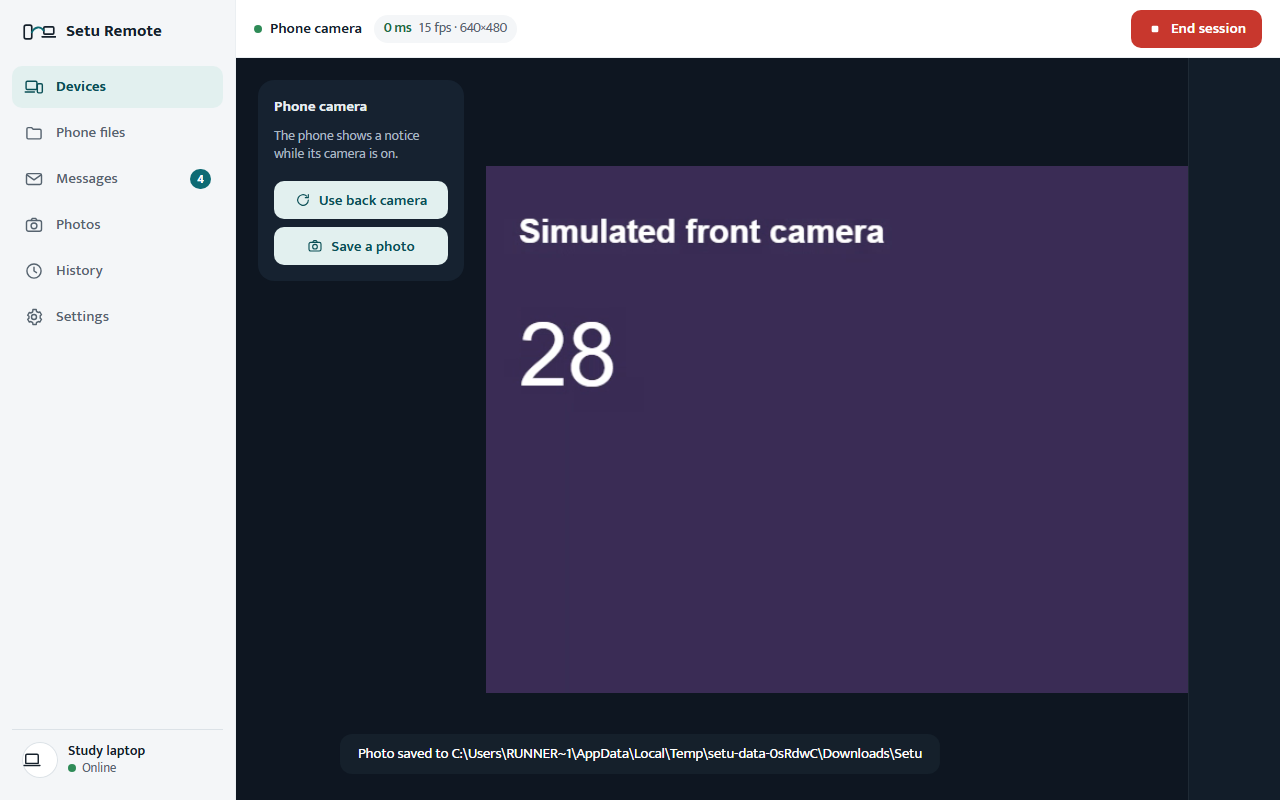 Setu Remote
Devices
Phone files
Messages 4
Photos
History
Settings
Study laptop
Online
Phone camera 0 ms 15 fps · 640×480
End session
Phone camera
The phone shows a notice
while its camera is on.
Use back camera
Save a photo
Simulated front camera
28
Photo saved to C:\Users\RUNNER~1\AppData\Local\Temp\setu-data-0sRdwC\Downloads\Setu